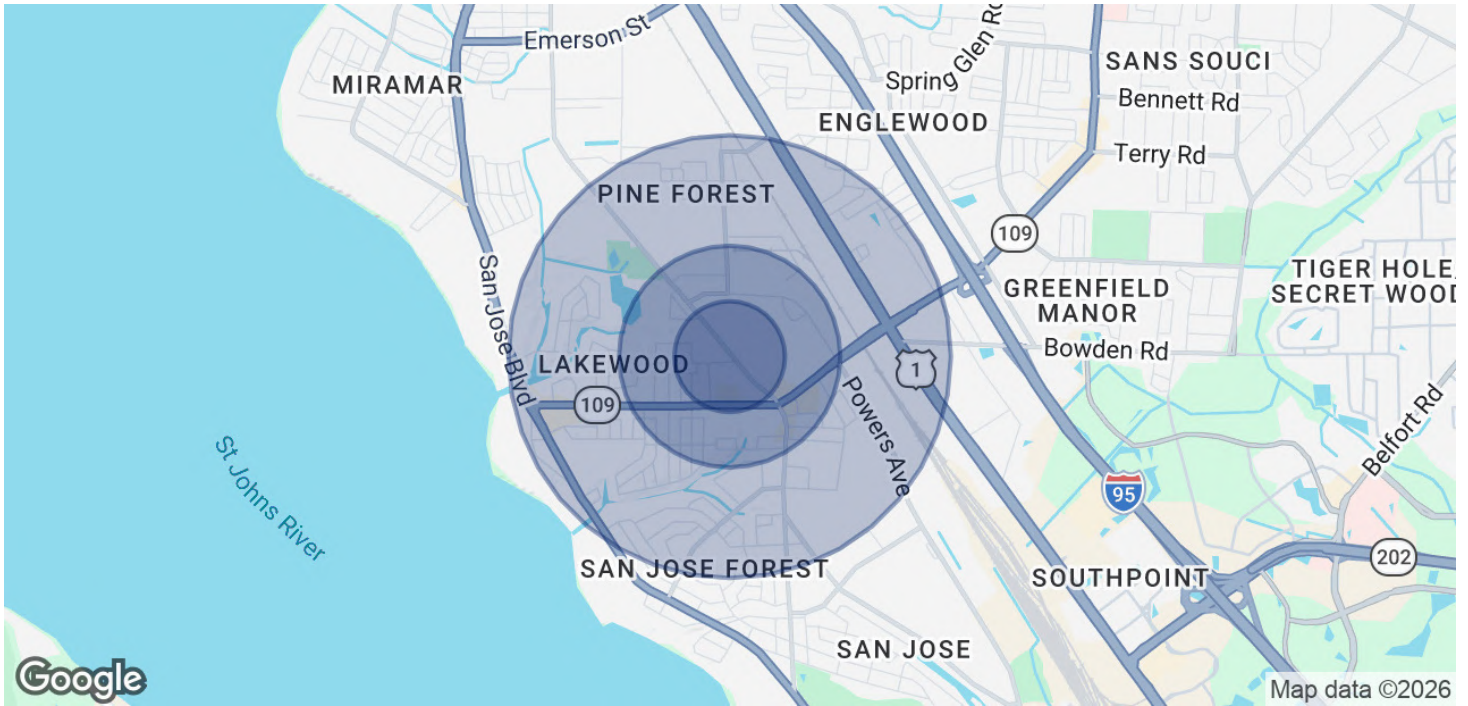 Emerson St
Spring Glen Rd
SANS SOUCI
MIRAMAR
Bennett Rd
ENGLEWOOD
Terry Rd
PINE FOREST
109
San Jose Blvd
TIGER HOLE/
SECRET WOOD
GREENFIELD
MANOR
Bowden Rd
LAKEWOOD
1
109
Powers Ave
Belfort Rd
St Johns River
95
202
SAN JOSE FOREST
SOUTHPOINT
SAN JOSE
Google
Map data ©2026